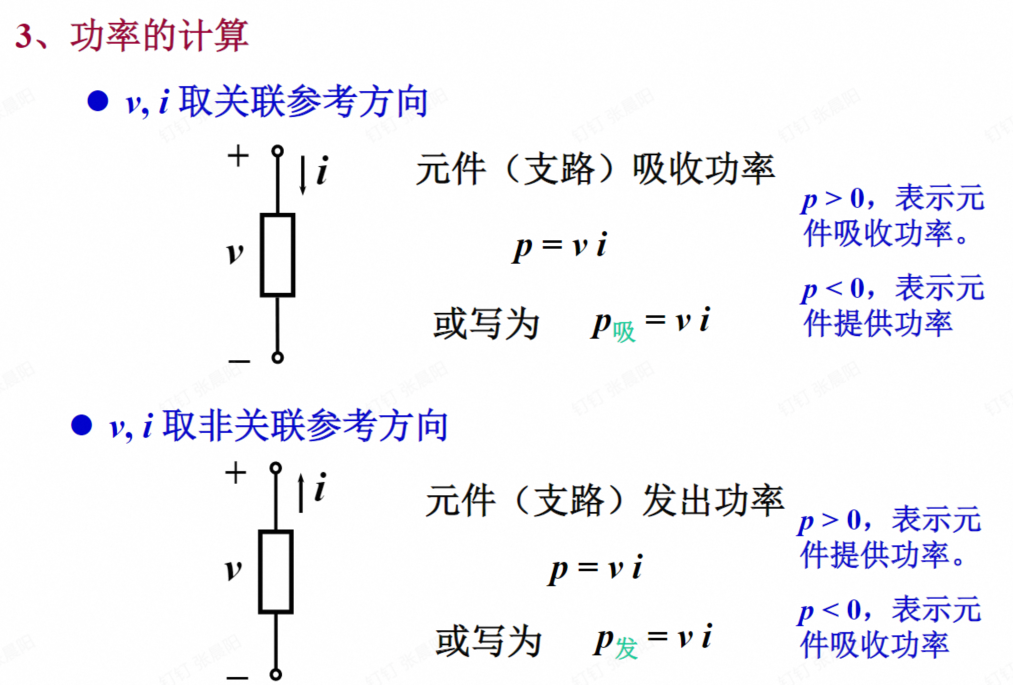 3、功率的计算
● v, i 取关联参考方向
+
i
v
−
元件（支路）吸收功率
p = v i
或写为 p吸 = v i
p > 0，表示元
件吸收功率。
p < 0，表示元
件提供功率
● v, i 取非关联参考方向
+
i
v
−
元件（支路）发出功率
p = v i
或写为 p发 = v i
p > 0，表示元
件提供功率。
p < 0，表示元
件吸收功率